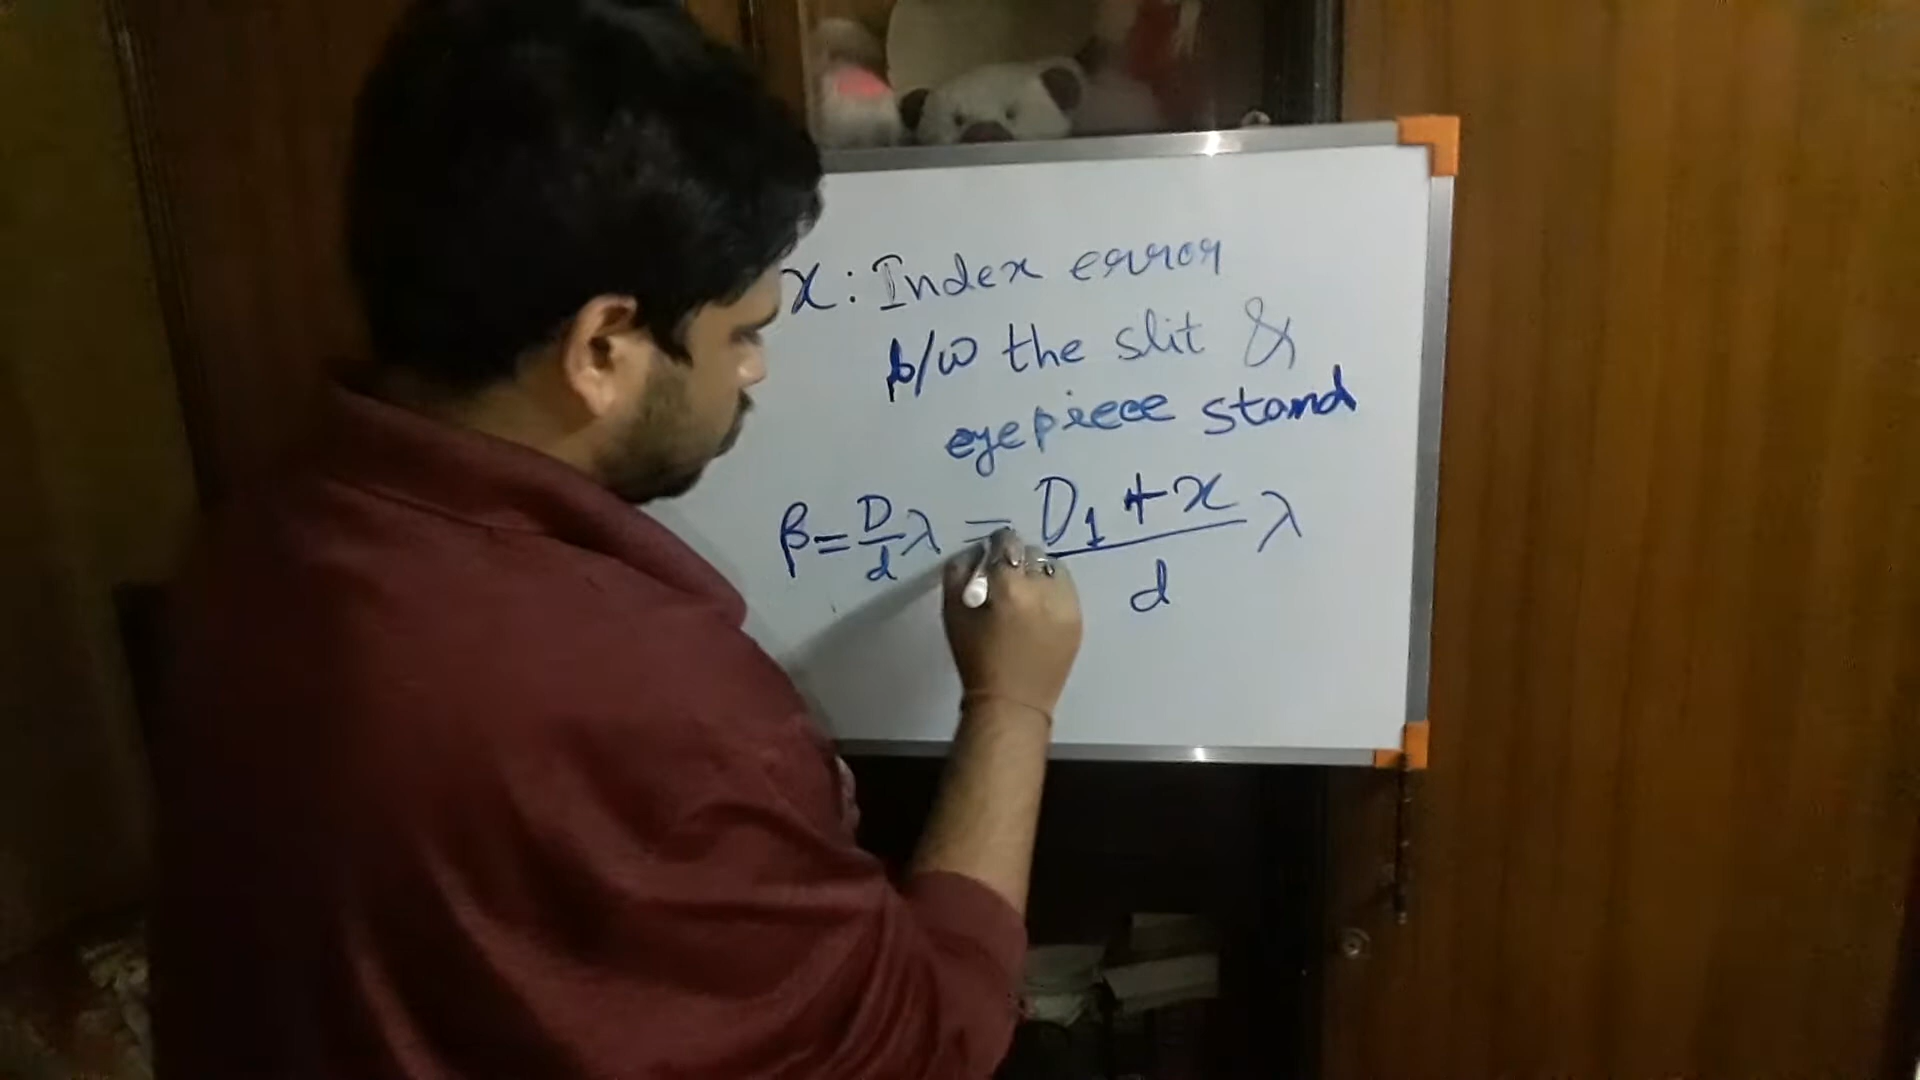 x: Index error
b/w the slit &
eyepiece stand
β = D/d λ = (D₁ + x)/d λ